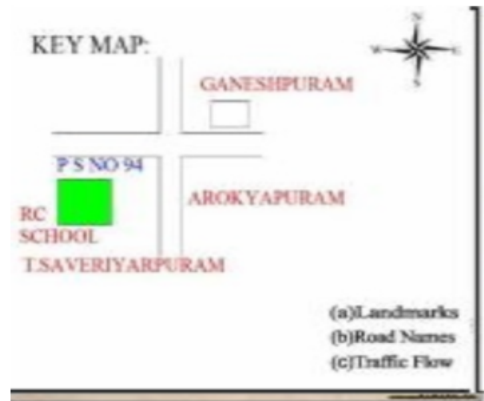 N
KEY MAP:
W E
S
GANESHPURAM
P S NO 94
AROKYAPURAM
RC
SCHOOL
T.SAVERIYARPURAM
(a)Landmarks
(b)Road Names
(c)Traffic Flow